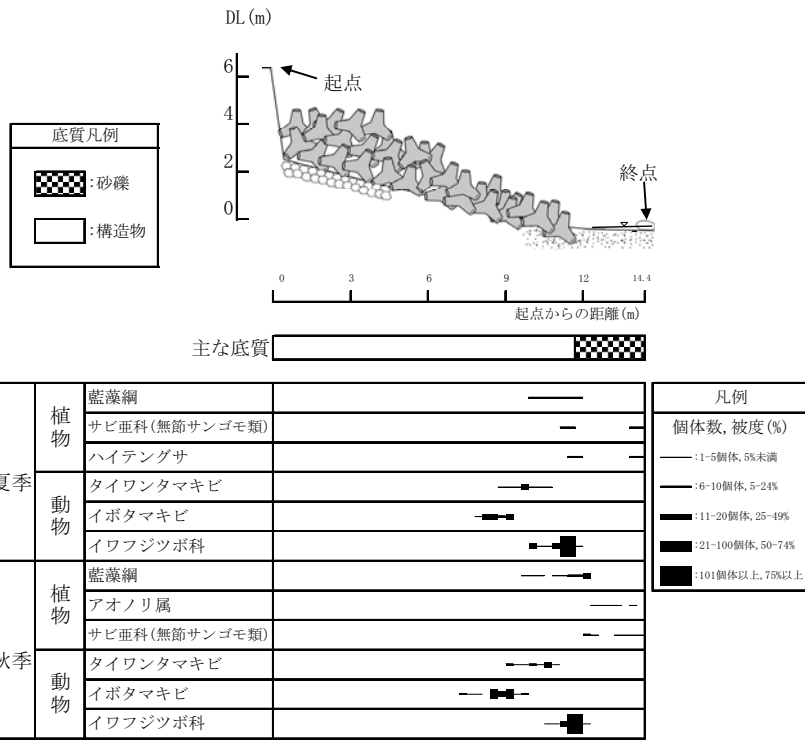 DL(m)
6
4
2
0
起点
終点
底質凡例
:砂礫
:構造物
0 3 6 9 12 14.4
起点からの距離(m)
主な底質
夏季
植物
藍藻綱
サビ亜科(無節サンゴモ類)
ハイテングサ
動物
タイワンタマキビ
イボタマキビ
イワフジツボ科
秋季
植物
藍藻綱
アオノリ属
サビ亜科(無節サンゴモ類)
動物
タイワンタマキビ
イボタマキビ
イワフジツボ科
凡例
個体数,被度(%)
:1-5個体,5%未満
:6-10個体,5-24%
:11-20個体,25-49%
:21-100個体,50-74%
:101個体以上,75%以上